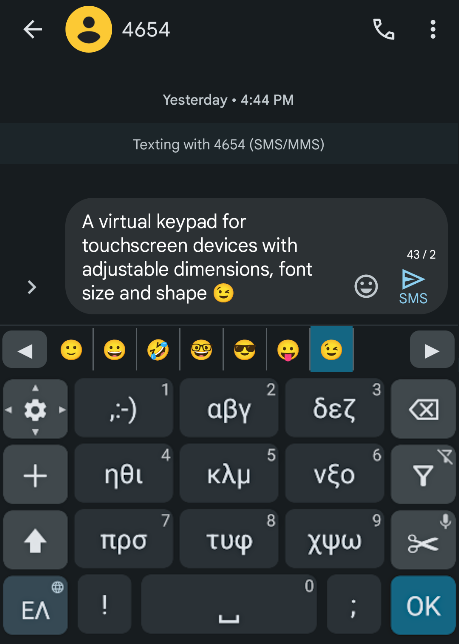 4654
Yesterday • 4:44 PM
Texting with 4654 (SMS/MMS)
A virtual keypad for
touchscreen devices with
adjustable dimensions, font
size and shape 😉
43 / 2
SMS
◀ 🙂 😀 🤣 🤓 😎 😛 😉 ▶
,:-) 1 αβγ 2 δεζ 3
+ ηθι 4 κλμ 5 νξο 6
πρσ 7 τυφ 8 χψω 9
ΕΛ ! 0 ; OK